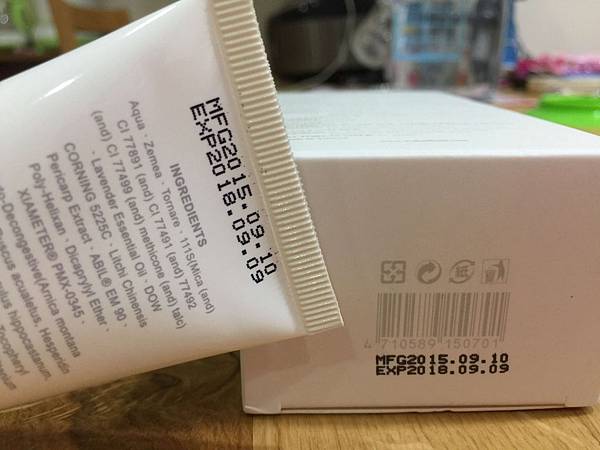 MFG2015.09.10
EXP2018.09.09
INGREDIENTS
Aqua · Zemea · Tornare · 111S(Mica (and)
CI 77891 (and) CI 77491 (and) 77492
(and) CI 77499 (and) methicone (and) talc)
· Lavender Essential Oil · DOW
CORNING 5225C · Litchi Chinensis
Pericarp Extract · ABIL® EM 90 ·
Poly-Helixan · Dicaprylyl Ether ·
XIAMETER® PMX-0345 ·
-Decongestive(Arnica montana
aculeatus, Hesperidin
hippocastanum
Tocopheryl
4 710589 150701
MFG2015.09.10
EXP2018.09.09